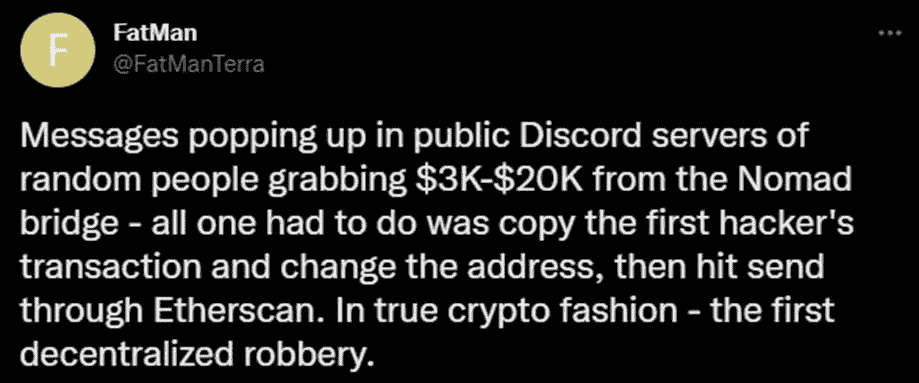 F
FatMan
@FatManTerra
Messages popping up in public Discord servers of
random people grabbing $3K-$20K from the Nomad
bridge - all one had to do was copy the first hacker's
transaction and change the address, then hit send
through Etherscan. In true crypto fashion - the first
decentralized robbery.